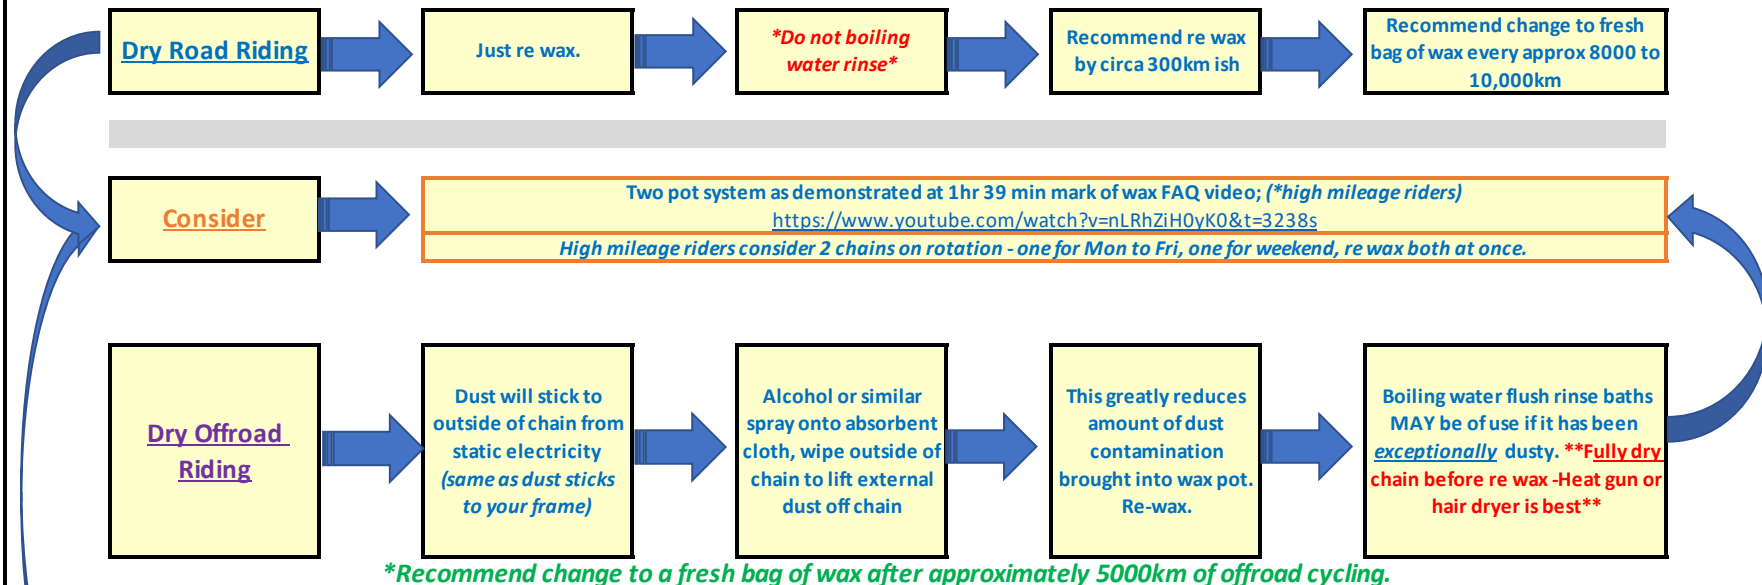 Dry Road Riding
Just re wax.
*Do not boiling
water rinse*
Recommend re wax
by circa 300km ish
Recommend change to fresh
bag of wax every approx 8000 to
10,000km
Consider
Two pot system as demonstrated at 1hr 39 min mark of wax FAQ video; (*high mileage riders)
https://www.youtube.com/watch?v=nLRhZiH0yK0&t=3238s
High mileage riders consider 2 chains on rotation - one for Mon to Fri, one for weekend, re wax both at once.
Dry Offroad
Riding
Dust will stick to
outside of chain from
static electricity
(same as dust sticks
to your frame)
Alcohol or similar
spray onto absorbent
cloth, wipe outside of
chain to lift external
dust off chain
This greatly reduces
amount of dust
contamination
brought into wax pot.
Re-wax.
Boiling water flush rinse baths
MAY be of use if it has been
exceptionally dusty. **Fully dry
chain before re wax -Heat gun or
hair dryer is best**
*Recommend change to a fresh bag of wax after approximately 5000km of offroad cycling.